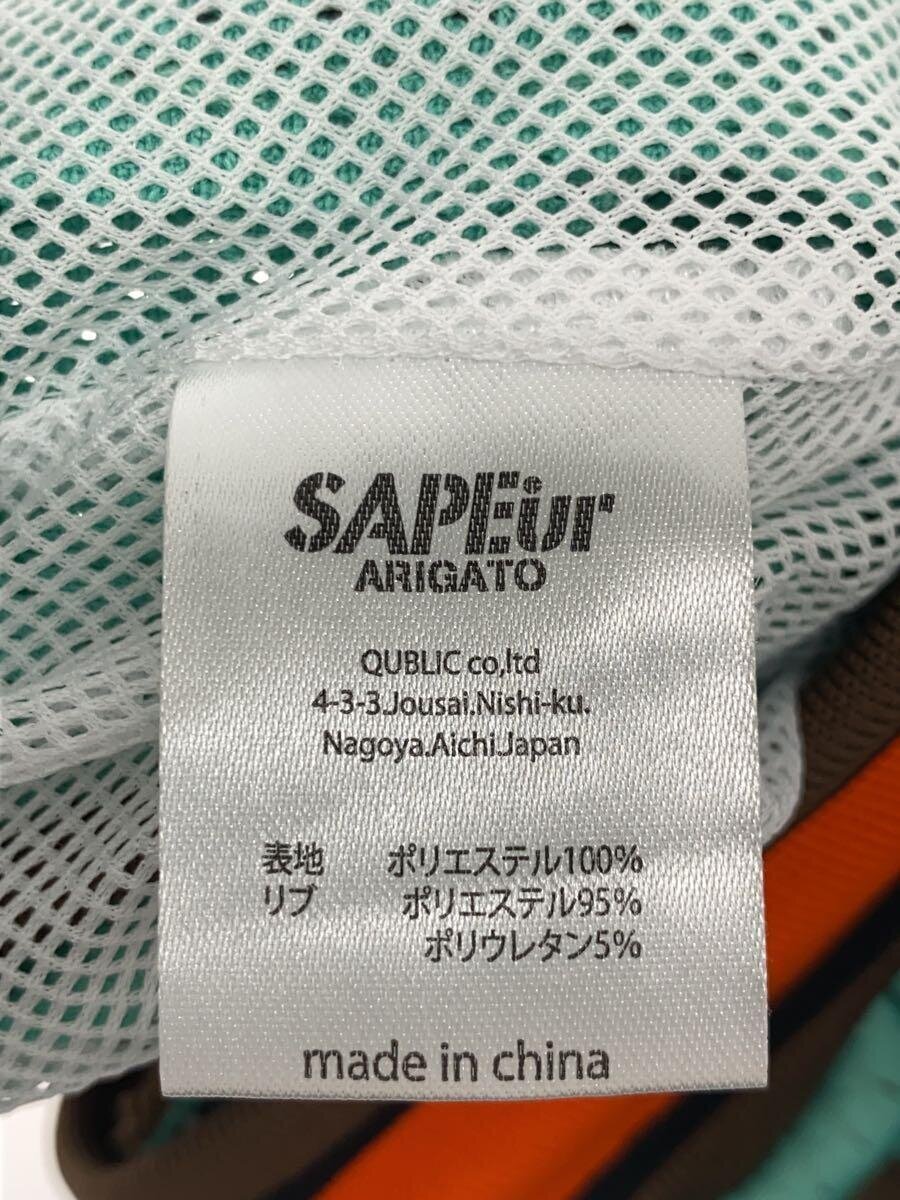 SAPEur
ARIGATO
QUBLIC co,ltd
4-3-3.Jousai.Nishi-ku.
Nagoya.Aichi.Japan
表地 ポリエステル100%
リブ ポリエステル95%
ポリウレタン5%
made in china